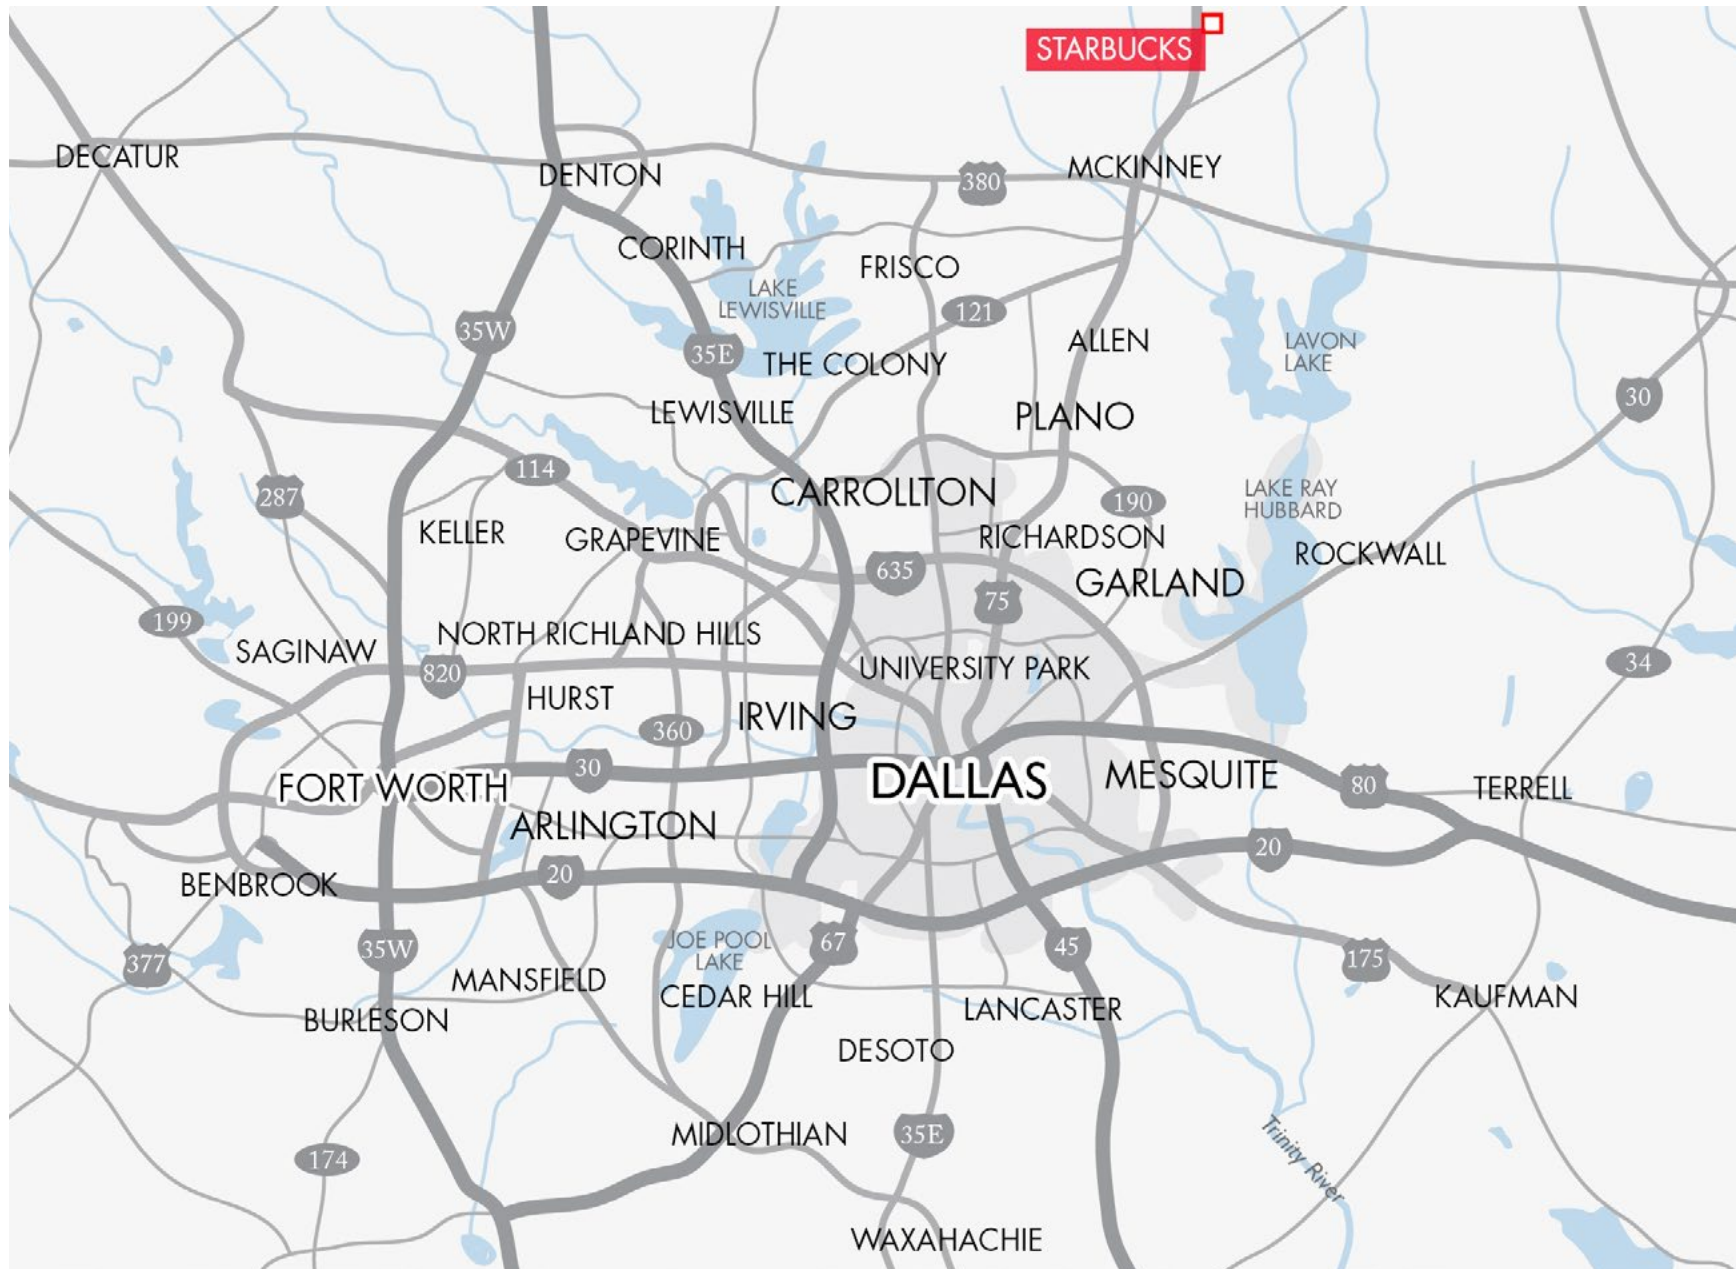 STARBUCKS
DECATUR
DENTON
380
MCKINNEY
CORINTH
FRISCO
LAKE
LEWISVILLE
121
35W
35E
THE COLONY
ALLEN
LAVON
LAKE
LEWISVILLE
PLANO
30
114
287
CARROLLTON
190
LAKE RAY
HUBBARD
KELLER
GRAPEVINE
RICHARDSON
ROCKWALL
635
GARLAND
75
199
SAGINAW
NORTH RICHLAND HILLS
820
UNIVERSITY PARK
34
HURST
360
IRVING
30
FORT WORTH
DALLAS
MESQUITE
80
TERRELL
ARLINGTON
20
20
BENBROOK
35W
JOE POOL
LAKE
67
45
377
175
MANSFIELD
CEDAR HILL
LANCASTER
KAUFMAN
BURLESON
DESOTO
MIDLOTHIAN
35E
174
Trinity River
WAXAHACHIE